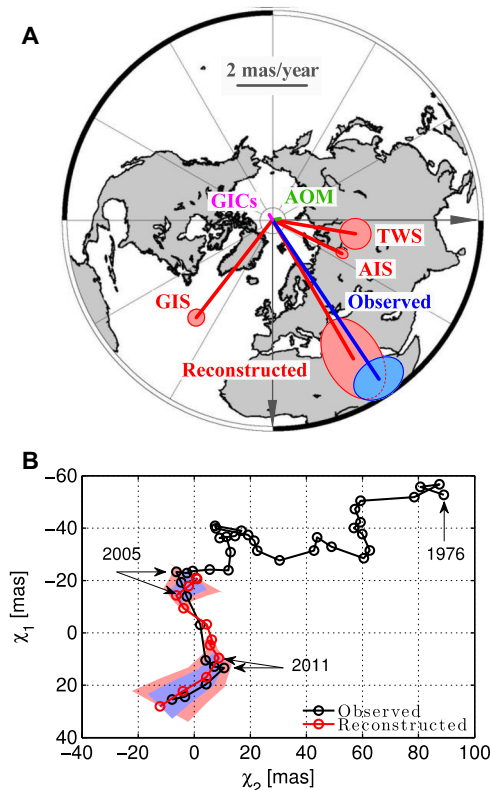 A
2 mas/year
GICs AOM
TWS
AIS
GIS
Observed
Reconstructed
B
−60
−40
−20
0
20
40
χ1 [mas]
2005
1976
2011
Observed
Reconstructed
−40 −20 0 20 40 60 80 100
χ2 [mas]